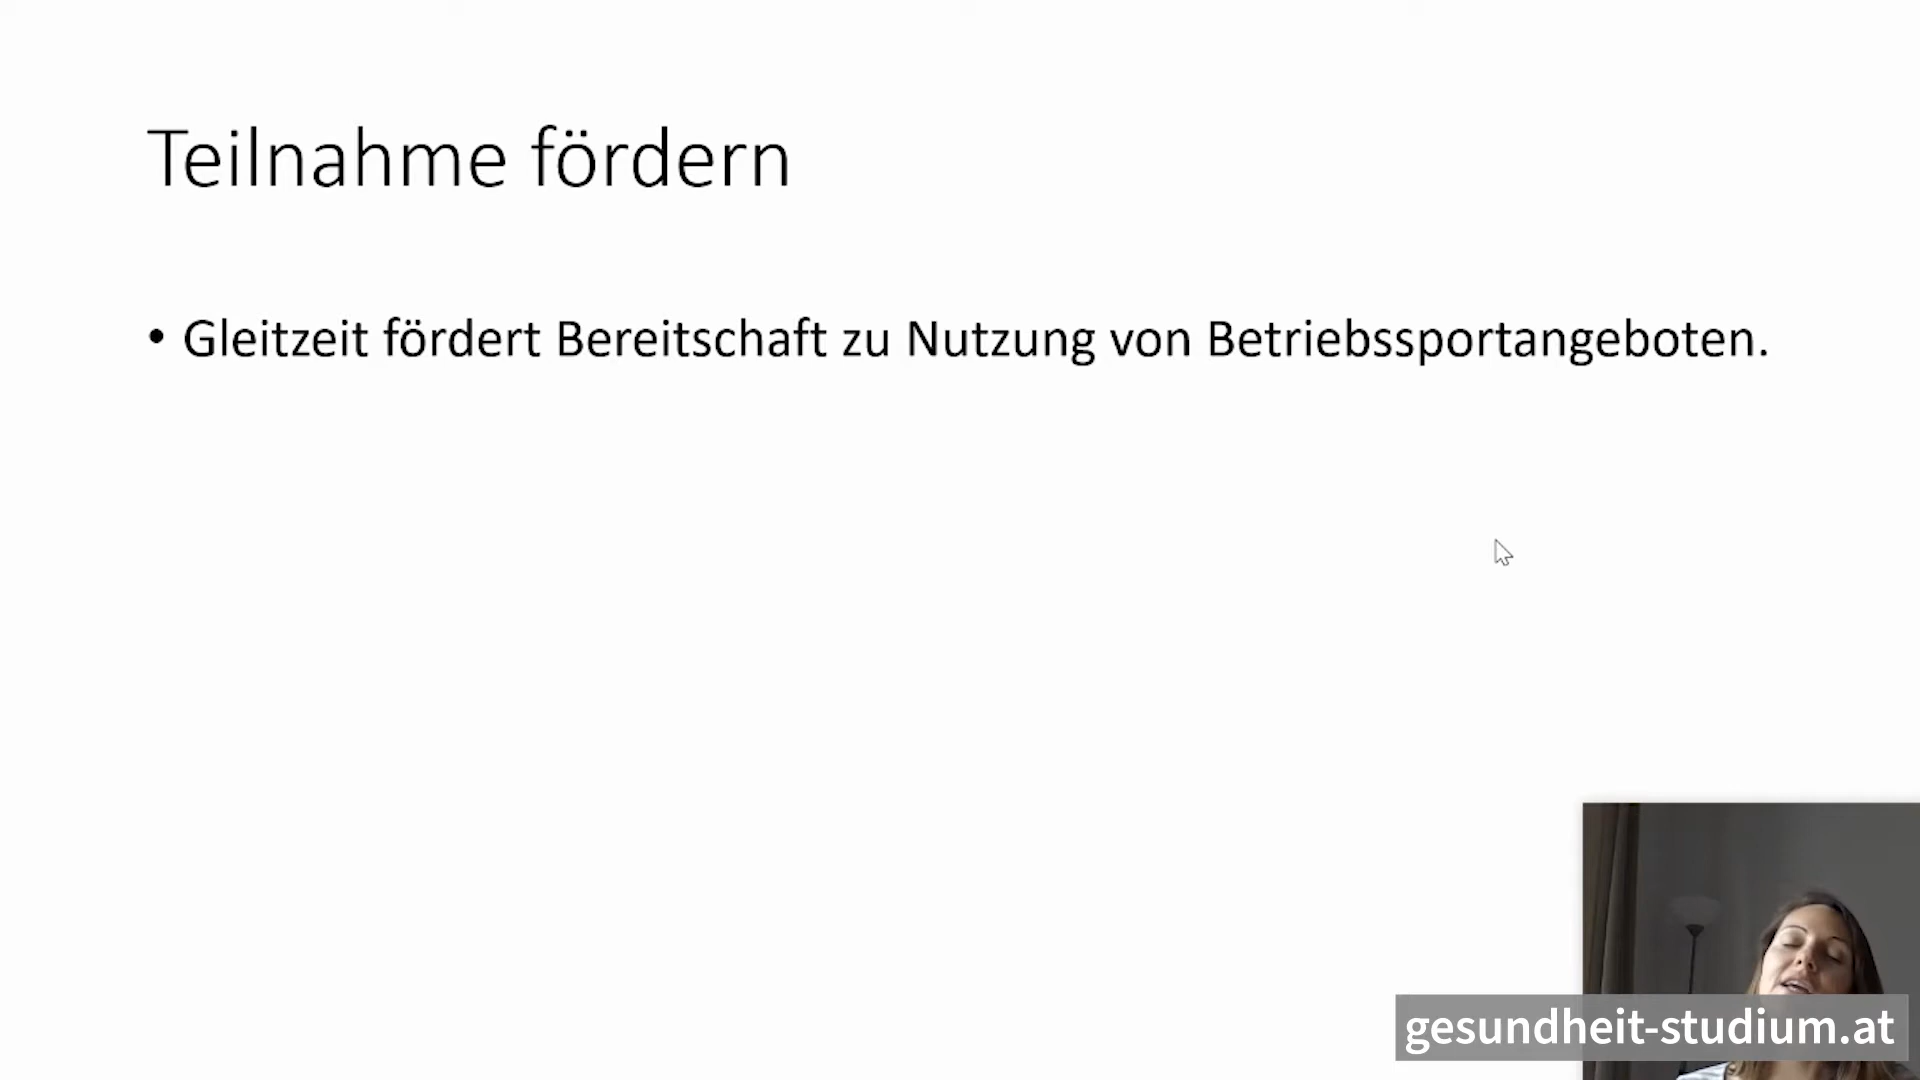 Teilnahme fördern
• Gleitzeit fördert Bereitschaft zu Nutzung von Betriebssportangeboten.
gesundheit-studium.at